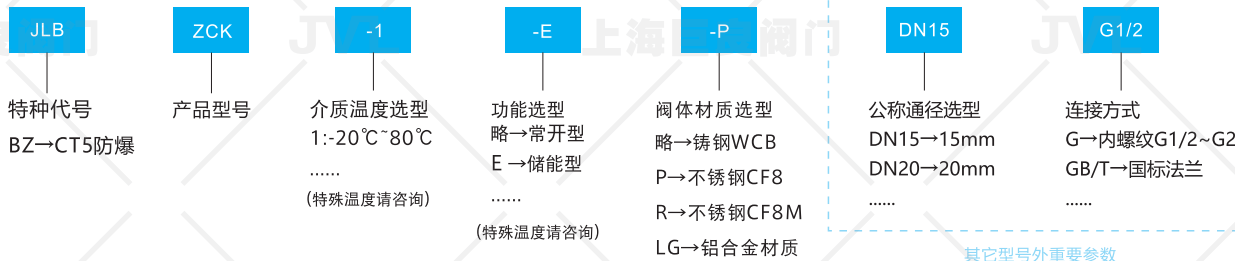 JLB
ZCK
-1
-E
-P
DN15
G1/2
特种代号
BZ→CT5防爆
产品型号
介质温度选型
1:-20℃~80℃
......
(特殊温度请咨询)
功能选型
略→常开型
E →储能型
......
(特殊温度请咨询)
阀体材质选型
略→铸钢WCB
P→不锈钢CF8
R→不锈钢CF8M
LG→铝合金材质
公称通径选型
DN15→15mm
DN20→20mm
......
连接方式
G→内螺纹G1/2~G2
GB/T→国标法兰
......
其它型号外重要参数